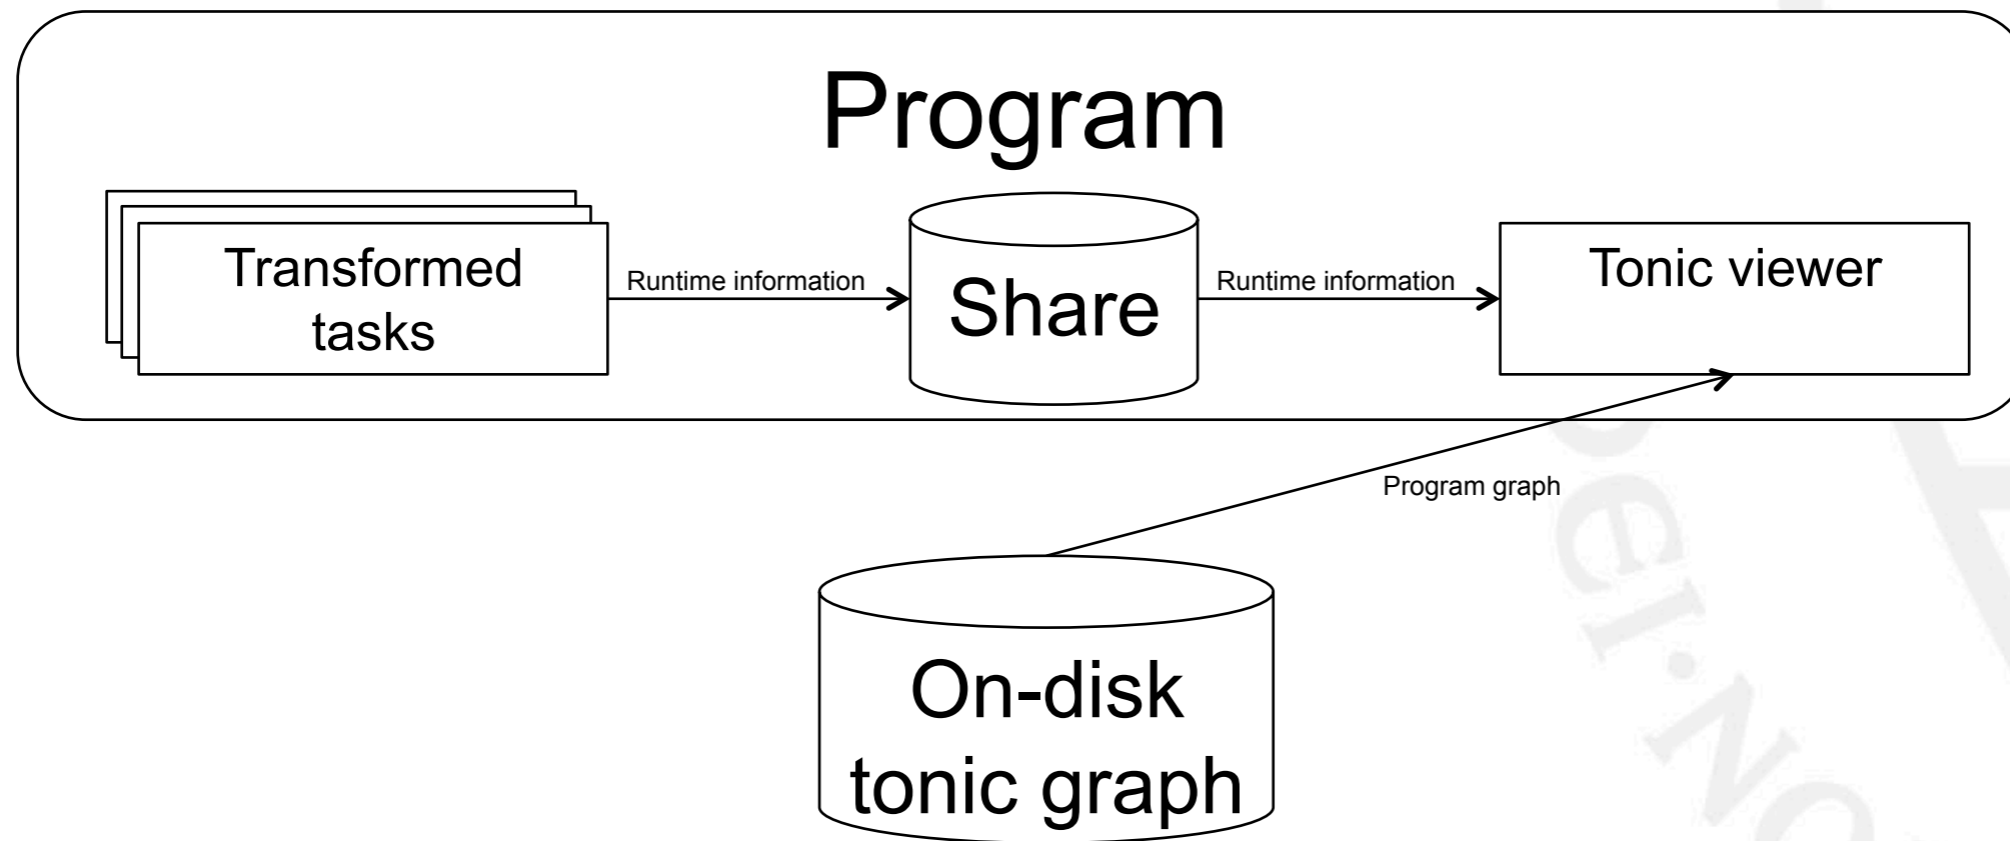 Program
Transformed
tasks
Runtime information
Share
Runtime information
Tonic viewer
Program graph
On-disk
tonic graph